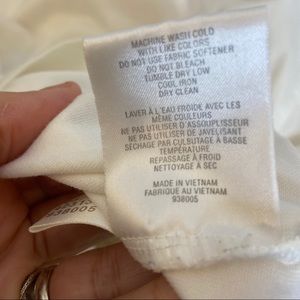 MACHINE WASH COLD
WITH LIKE COLORS
DO NOT USE FABRIC SOFTENER
DO NOT BLEACH
TUMBLE DRY LOW
COOL IRON
DRY CLEAN
LAVER À L'EAU FROIDE AVEC LES
MÊME COULEURS
NE PAS UTILISER D'ASSOUPLISSEUR
NE PAS UTILISER DE JAVELISANT
SÉCHAGE PAR CULBUTAGE À BASSE
TEMPÉRATURE
REPASSAGE À FROID
NETTOYAGE À SEC
MADE IN VIETNAM
FABRIQUÉ AU VIETNAM
938005
938005